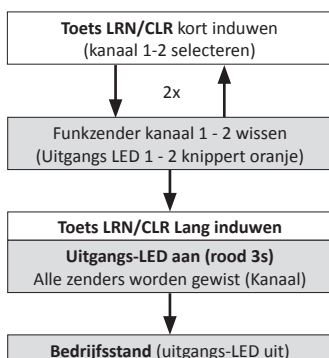 Toets LRN/CLR kort induwen
(kanaal 1-2 selecteren)
2x
Funkzender kanaal 1 - 2 wissen
(Uitgangs LED 1 - 2 knippert oranje)
Toets LRN/CLR Lang induwen
Uitgangs-LED aan (rood 3s)
Alle zenders worden gewist (Kanaal)
Bedrijfsstand (uitgangs-LED uit)